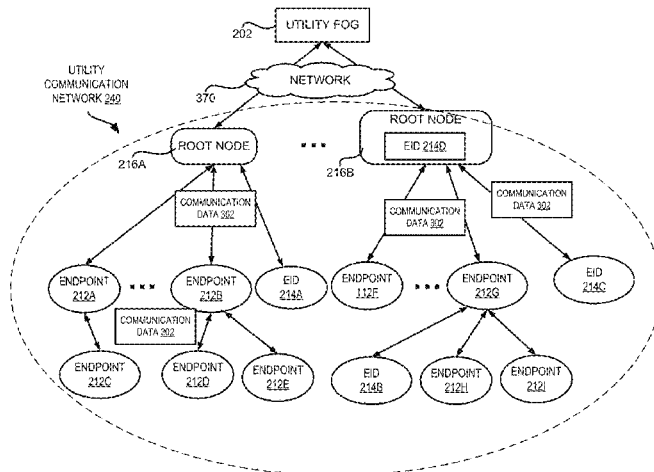 202
UTILITY FOG
UTILITY
COMMUNICATION
NETWORK 240
370
NETWORK
ROOT NODE
216A
ROOT NODE
EID 214D
216B
COMMUNICATION
DATA 302
COMMUNICATION
DATA 302
COMMUNICATION
DATA 302
ENDPOINT
212A
ENDPOINT
212B
EID
214A
ENDPOINT
112F
ENDPOINT
212G
EID
214C
COMMUNICATION
DATA 302
ENDPOINT
212C
ENDPOINT
212D
ENDPOINT
212E
EID
214B
ENDPOINT
212H
ENDPOINT
212I